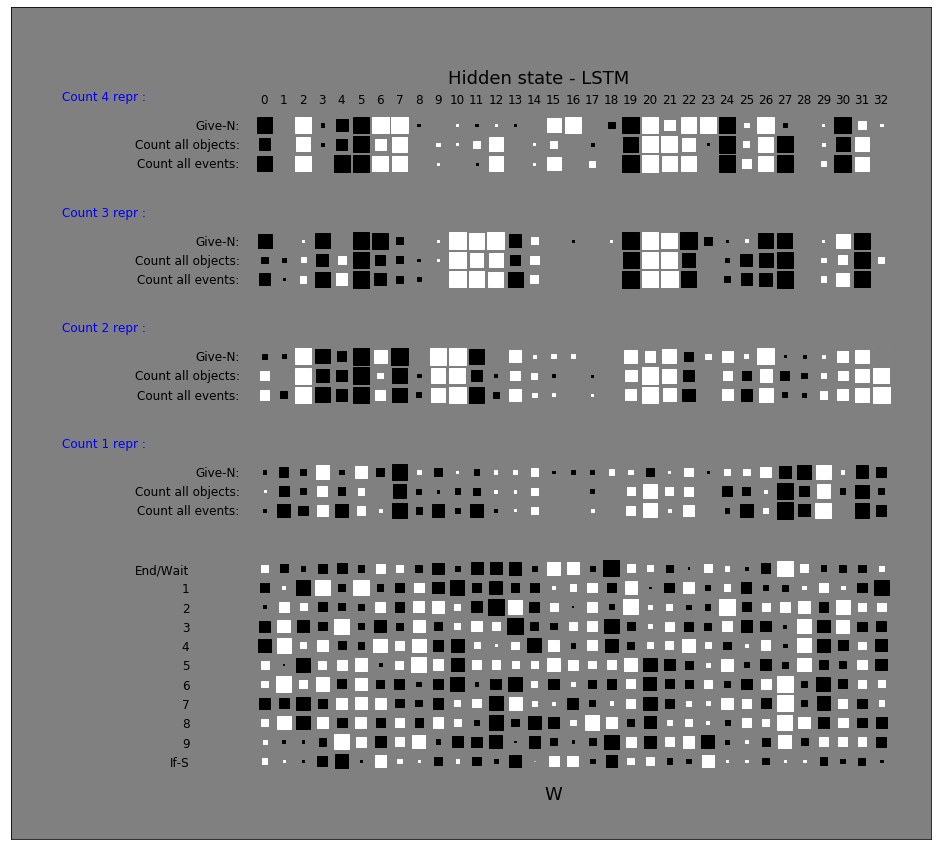 Hidden state - LSTM
Count 4 repr :
0 1 2 3 4 5 6 7 8 9 10 11 12 13 14 15 16 17 18 19 20 21 22 23 24 25 26 27 28 29 30 31 32
Give-N:
Count all objects:
Count all events:
Count 3 repr :
Give-N:
Count all objects:
Count all events:
Count 2 repr :
Give-N:
Count all objects:
Count all events:
Count 1 repr :
Give-N:
Count all objects:
Count all events:
End/Wait
1
2
3
4
5
6
7
8
9
If-S
W